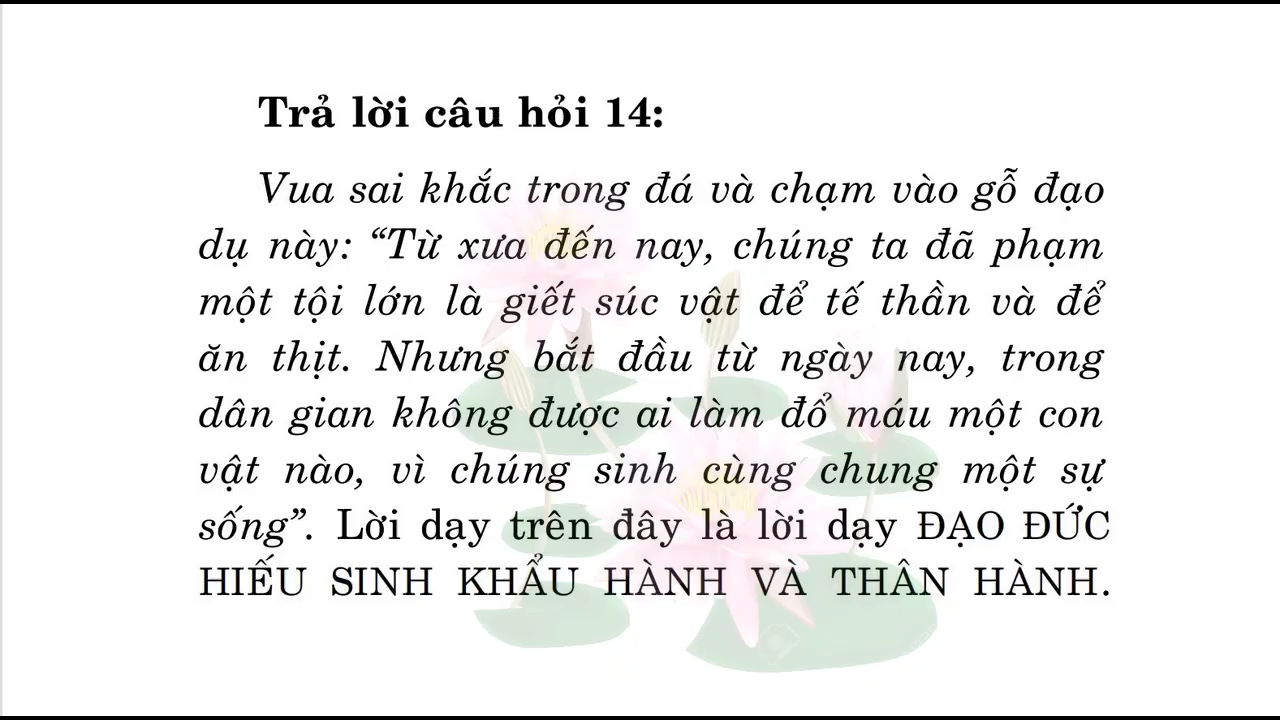 Trả lời câu hỏi 14:
Vua sai khắc trong đá và chạm vào gỗ đạo
dụ này: “Từ xưa đến nay, chúng ta đã phạm
một tội lớn là giết súc vật để tế thần và để
ăn thịt. Nhưng bắt đầu từ ngày nay, trong
dân gian không được ai làm đổ máu một con
vật nào, vì chúng sinh cùng chung một sự
sống”. Lời dạy trên đây là lời dạy ĐẠO ĐỨC
HIẾU SINH KHẨU HÀNH VÀ THÂN HÀNH.